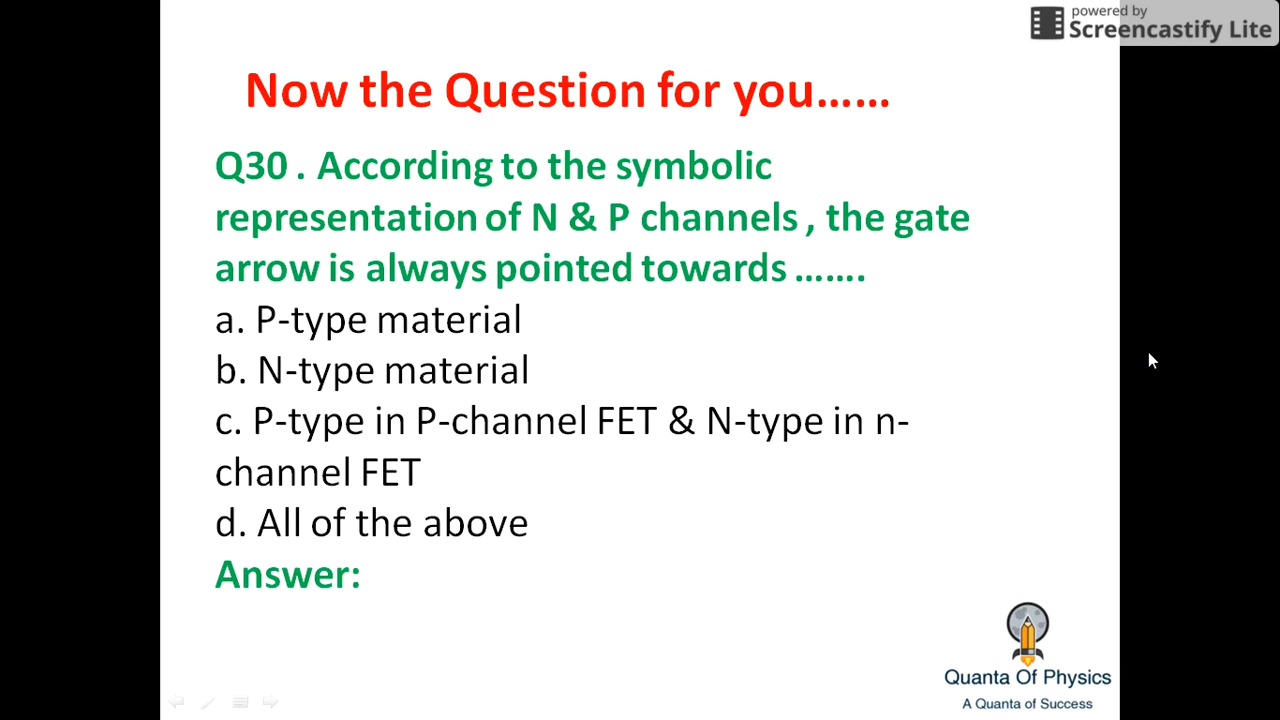 powered by
Screencastify Lite
Now the Question for you……
Q30 . According to the symbolic
representation of N & P channels , the gate
arrow is always pointed towards …….
a. P-type material
b. N-type material
c. P-type in P-channel FET & N-type in n-
channel FET
d. All of the above
Answer:
Quanta Of Physics
A Quanta of Success